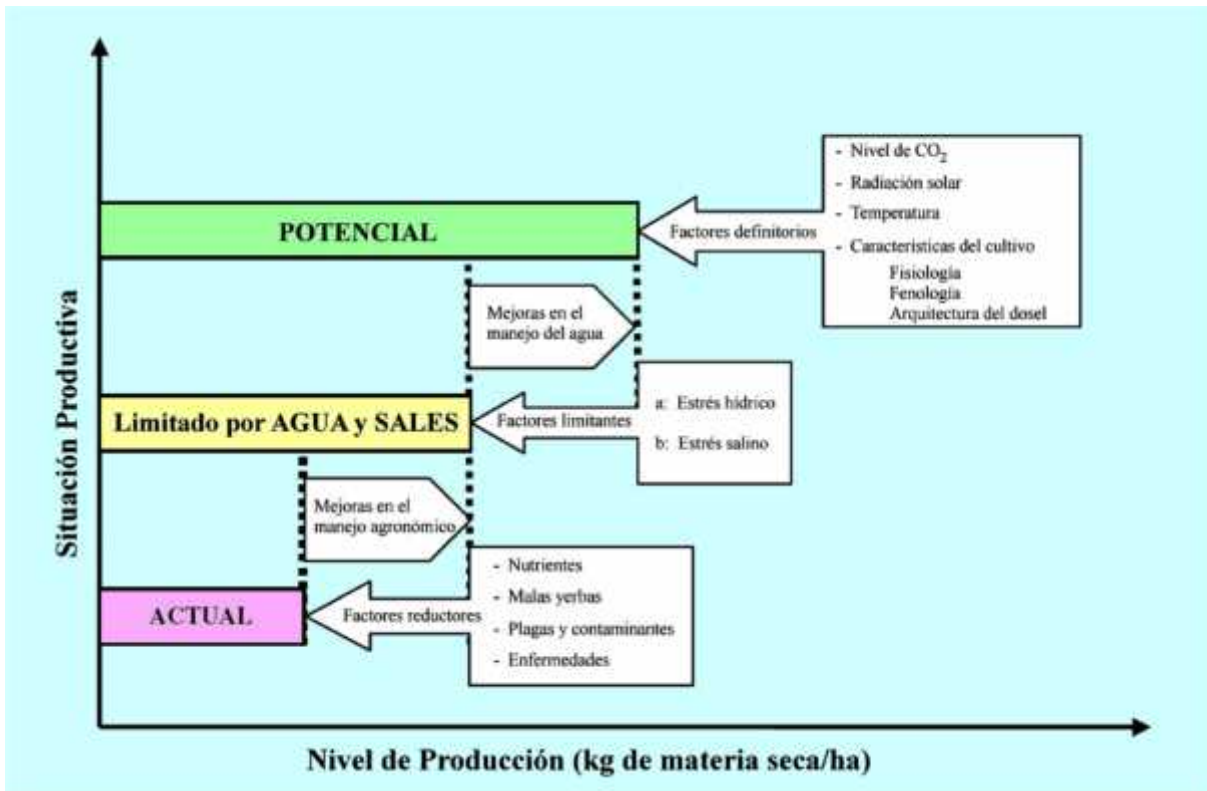 Situación Productiva
- Nivel de CO2
- Radiación solar
- Temperatura
- Características del cultivo
Fisiología
Fenología
Arquitectura del dosel
Factores definitorios
POTENCIAL
Mejoras en el
manejo del agua
a: Estrés hídrico
b: Estrés salino
Factores limitantes
Limitado por AGUA y SALES
Mejoras en el
manejo agronómico
- Nutrientes
- Malas yerbas
- Plagas y contaminantes
- Enfermedades
Factores reductores
ACTUAL
Nivel de Producción (kg de materia seca/ha)